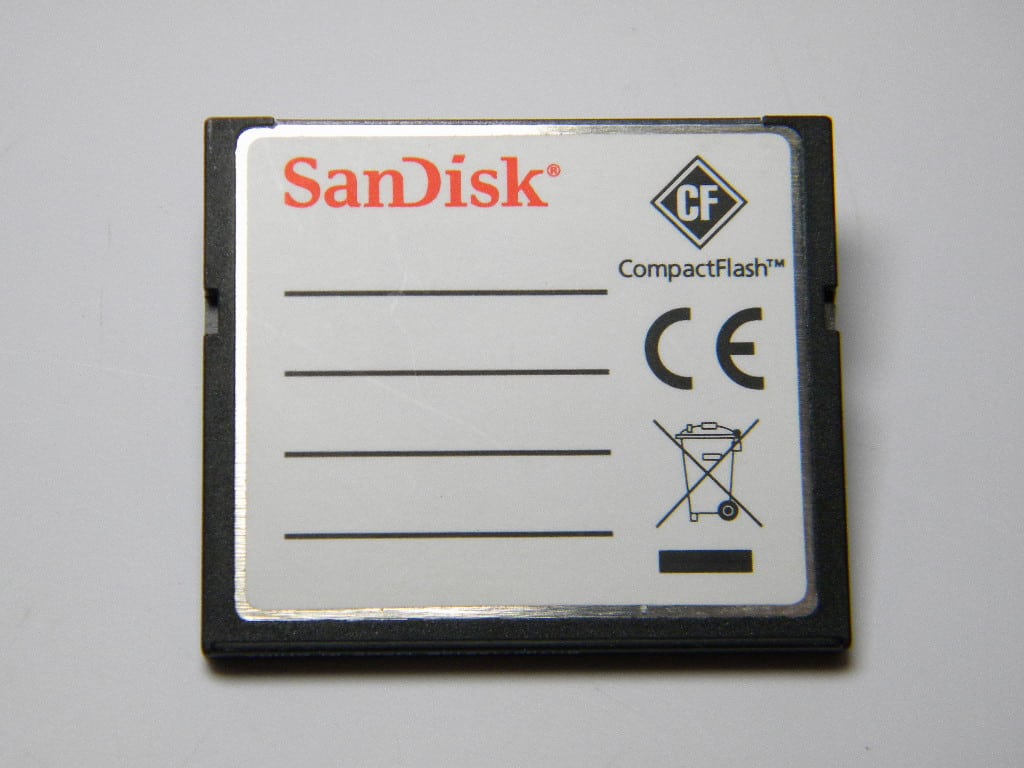 SanDisk®
CF
CompactFlash™
CE